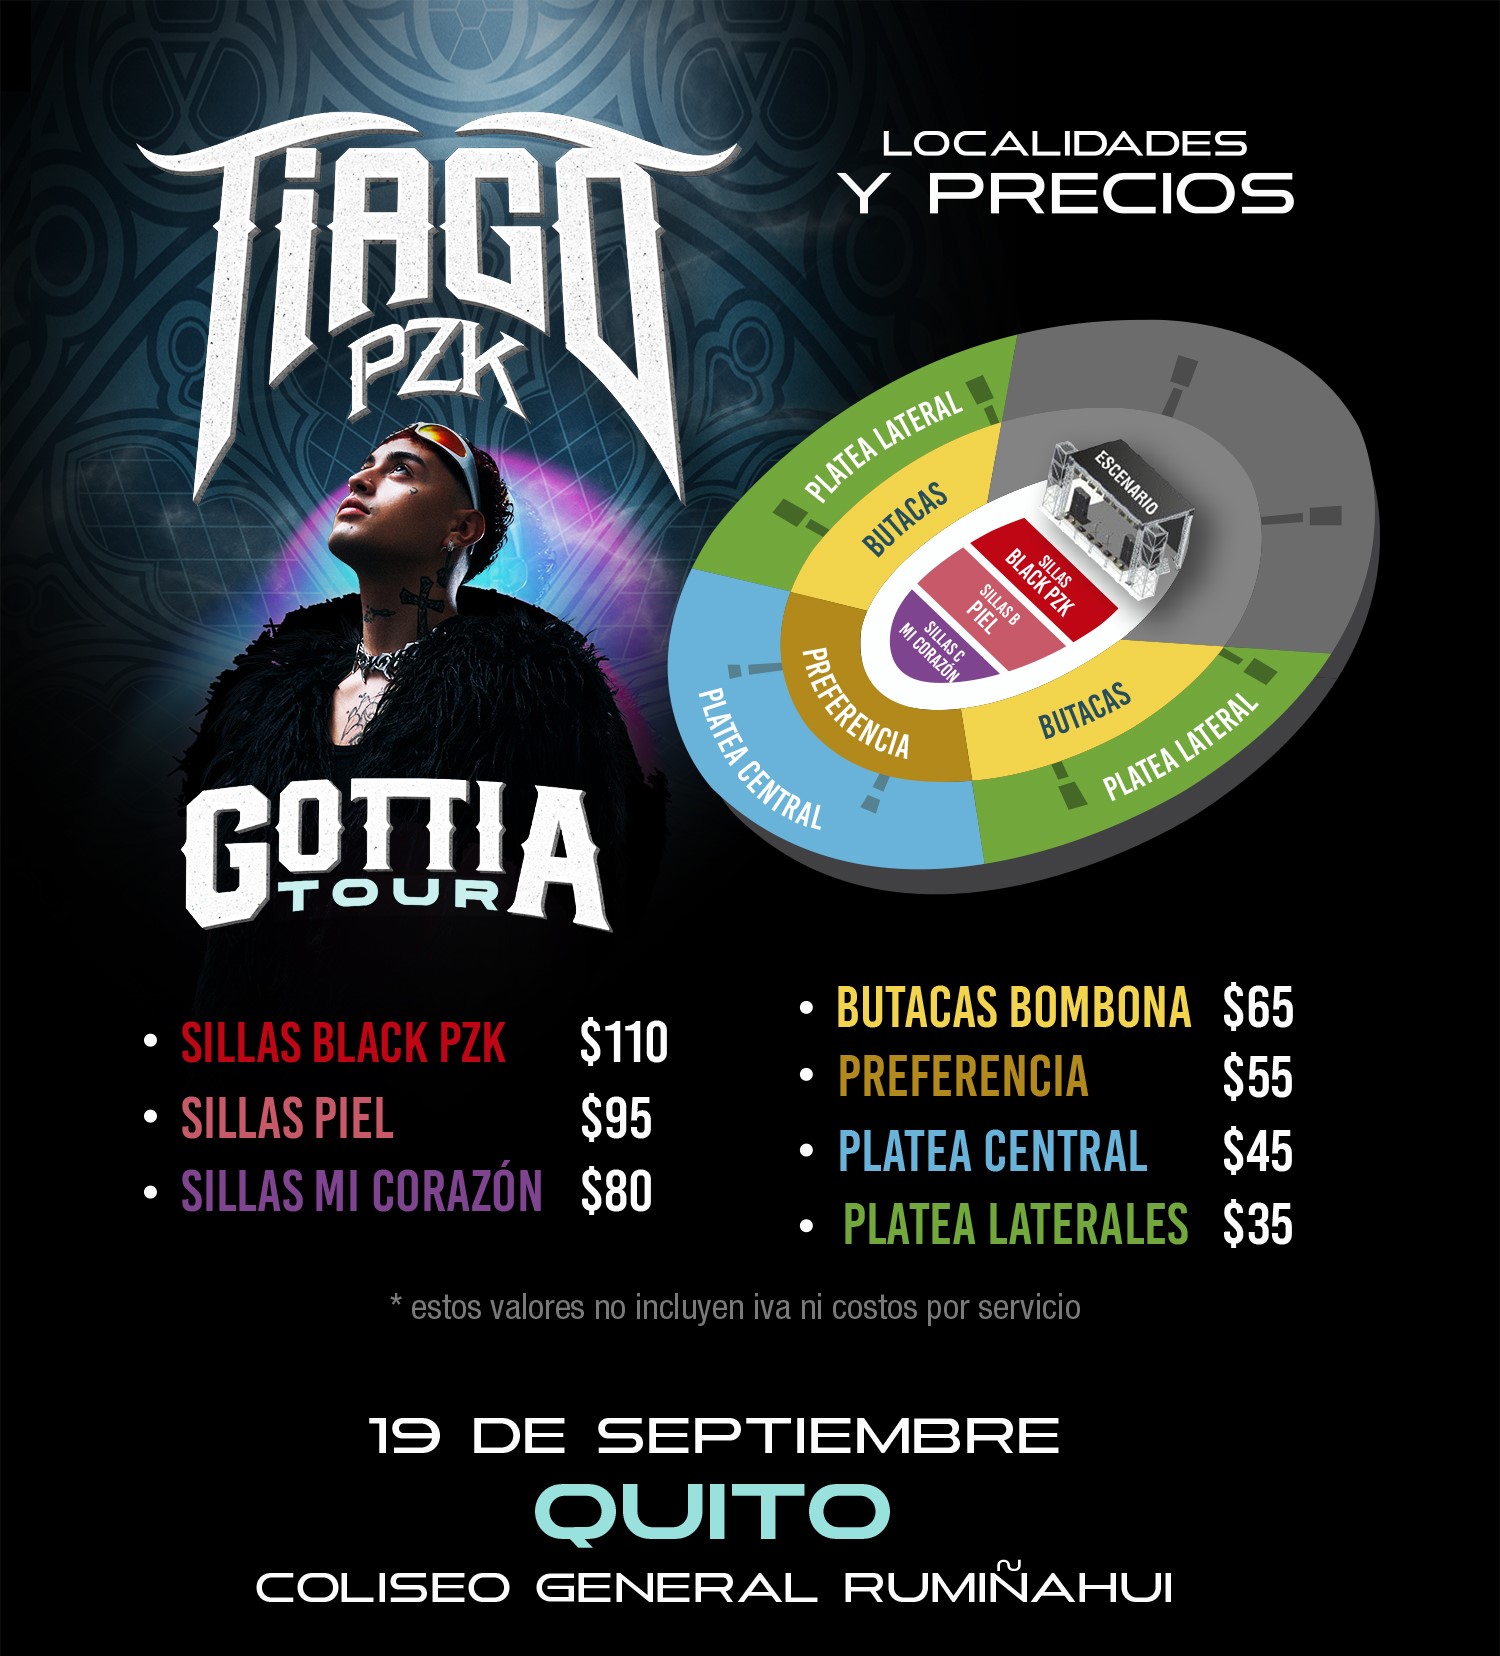 TiAGO
PZK
GOTTIA
TOUR
LOCALIDADES
Y PRECIOS
PLATEA LATERAL
BUTACAS
ESCENARIO
SILLAS
BLACK PZK
SILLAS B
PIEL
SILLAS C
MI CORAZÓN
PREFERENCIA
PLATEA CENTRAL
BUTACAS
PLATEA LATERAL
• SILLAS BLACK PZK $110
• SILLAS PIEL $95
• SILLAS MI CORAZÓN $80
• BUTACAS BOMBONA $65
• PREFERENCIA $55
• PLATEA CENTRAL $45
• PLATEA LATERALES $35
* estos valores no incluyen iva ni costos por servicio
19 DE SEPTIEMBRE
QUITO
COLISEO GENERAL RUMIÑAHUI